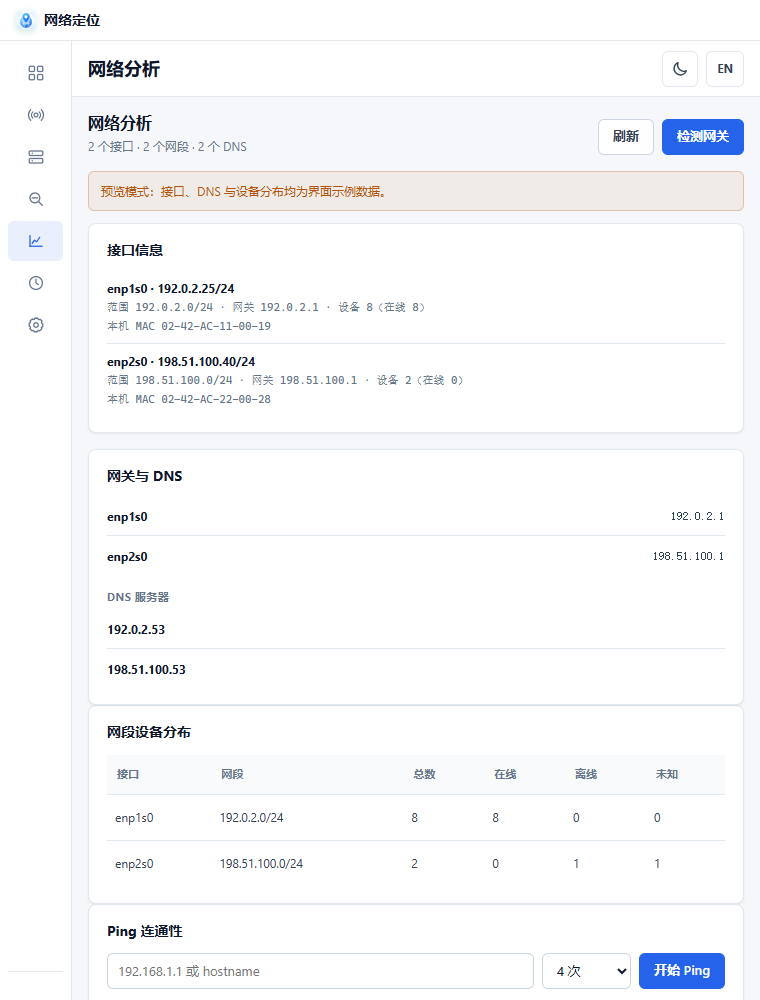 网络定位
网络分析
EN
网络分析
2 个接口 · 2 个网段 · 2 个 DNS
刷新
检测网关
预览模式：接口、DNS 与设备分布均为界面示例数据。
接口信息
enp1s0 · 192.0.2.25/24
范围 192.0.2.0/24 · 网关 192.0.2.1 · 设备 8（在线 8）
本机 MAC 02-42-AC-11-00-19
enp2s0 · 198.51.100.40/24
范围 198.51.100.0/24 · 网关 198.51.100.1 · 设备 2（在线 0）
本机 MAC 02-42-AC-22-00-28
网关与 DNS
enp1s0 192.0.2.1
enp2s0 198.51.100.1
DNS 服务器
192.0.2.53
198.51.100.53
网段设备分布
接口 网段 总数 在线 离线 未知
enp1s0 192.0.2.0/24 8 8 0 0
enp2s0 198.51.100.0/24 2 0 1 1
Ping 连通性
192.168.1.1 或 hostname 4 次 开始 Ping